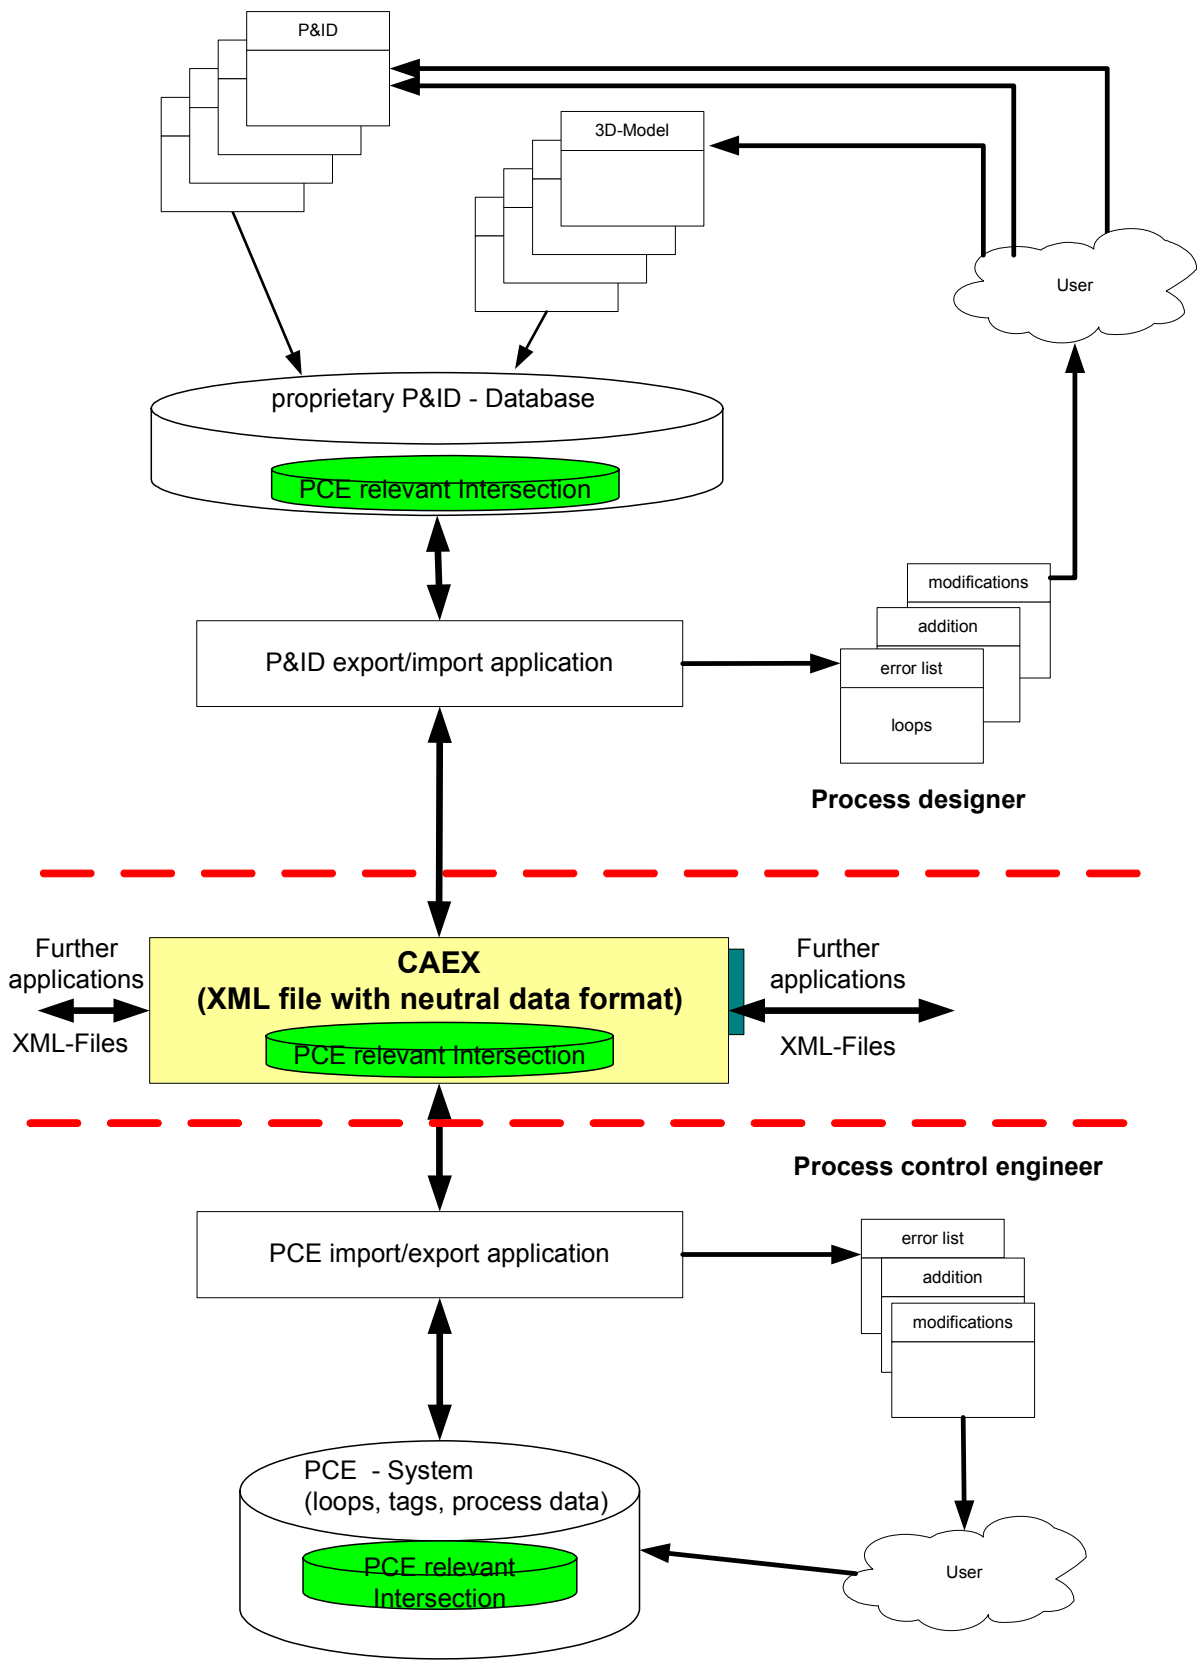 P&ID
3D-Model
User
proprietary P&ID - Database
PCE relevant Intersection
modifications
addition
error list
loops
P&ID export/import application
Process designer
Further
applications
XML-Files
CAEX
(XML file with neutral data format)
PCE relevant Intersection
Further
applications
XML-Files
Process control engineer
PCE import/export application
error list
addition
modifications
PCE - System
(loops, tags, process data)
PCE relevant
Intersection
User